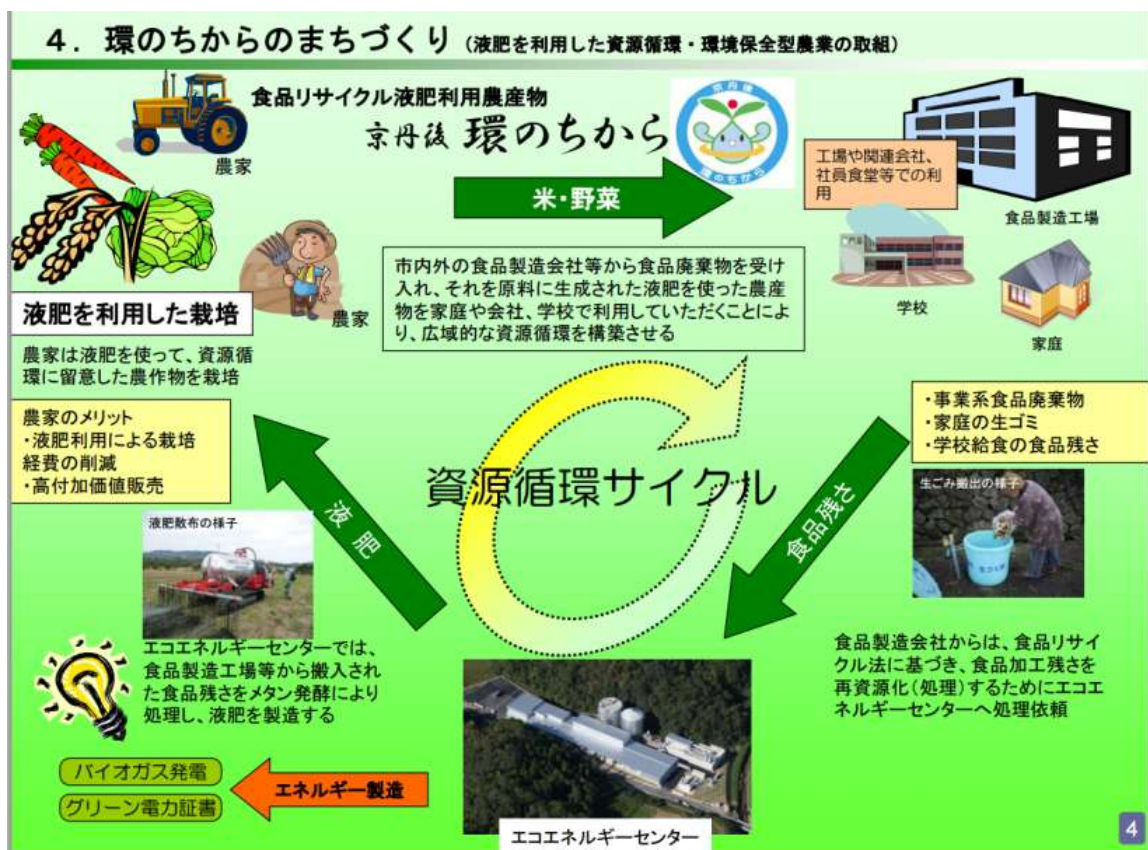 ４．環のちからのまちづくり（液肥を利用した資源循環・環境保全型農業の取組）
食品リサイクル液肥利用農産物
京丹後 環のちから
京丹後
環のちから
農家
米・野菜
工場や関連会社、
社員食堂等での利
用
食品製造工場
農家
市内外の食品製造会社等から食品廃棄物を受け
入れ、それを原料に生成された液肥を使った農産
物を家庭や会社、学校で利用していただくことによ
り、広域的な資源循環を構築させる
学校
家庭
液肥を利用した栽培
農家は液肥を使って、資源循
環に留意した農作物を栽培
農家のメリット
・液肥利用による栽培
経費の削減
・高付加価値販売
・事業系食品廃棄物
・家庭の生ゴミ
・学校給食の食品残さ
資源循環サイクル
液肥
食品残さ
液肥散布の様子
生ごみ搬出の様子
エコエネルギーセンターでは、
食品製造工場等から搬入され
た食品残さをメタン発酵により
処理し、液肥を製造する
食品製造会社からは、食品リサイ
クル法に基づき、食品加工残さを
再資源化（処理）するためにエコエ
ネルギーセンターへ処理依頼
バイオガス発電
グリーン電力証書
エネルギー製造
エコエネルギーセンター
4